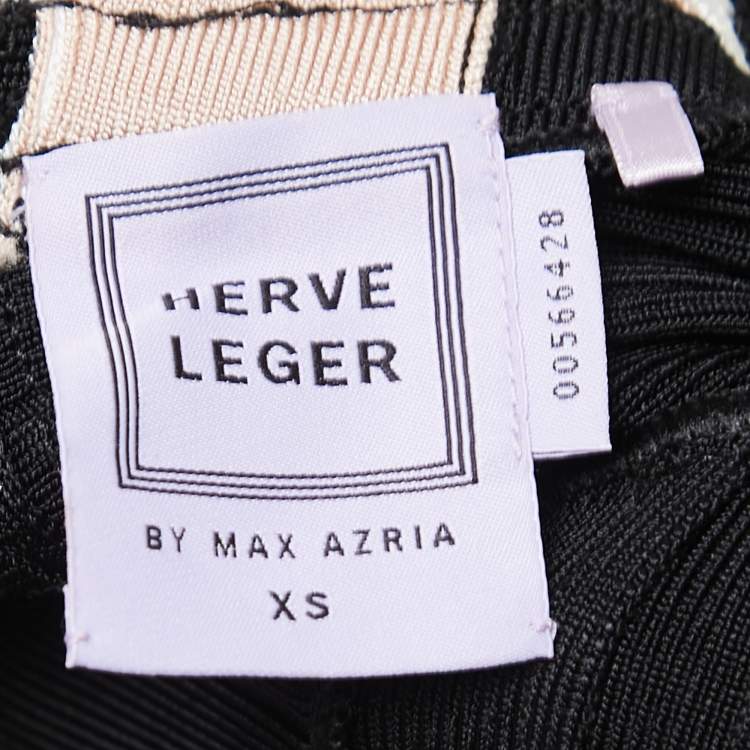 HERVE
LEGER
BY MAX AZRIA
XS
00566428